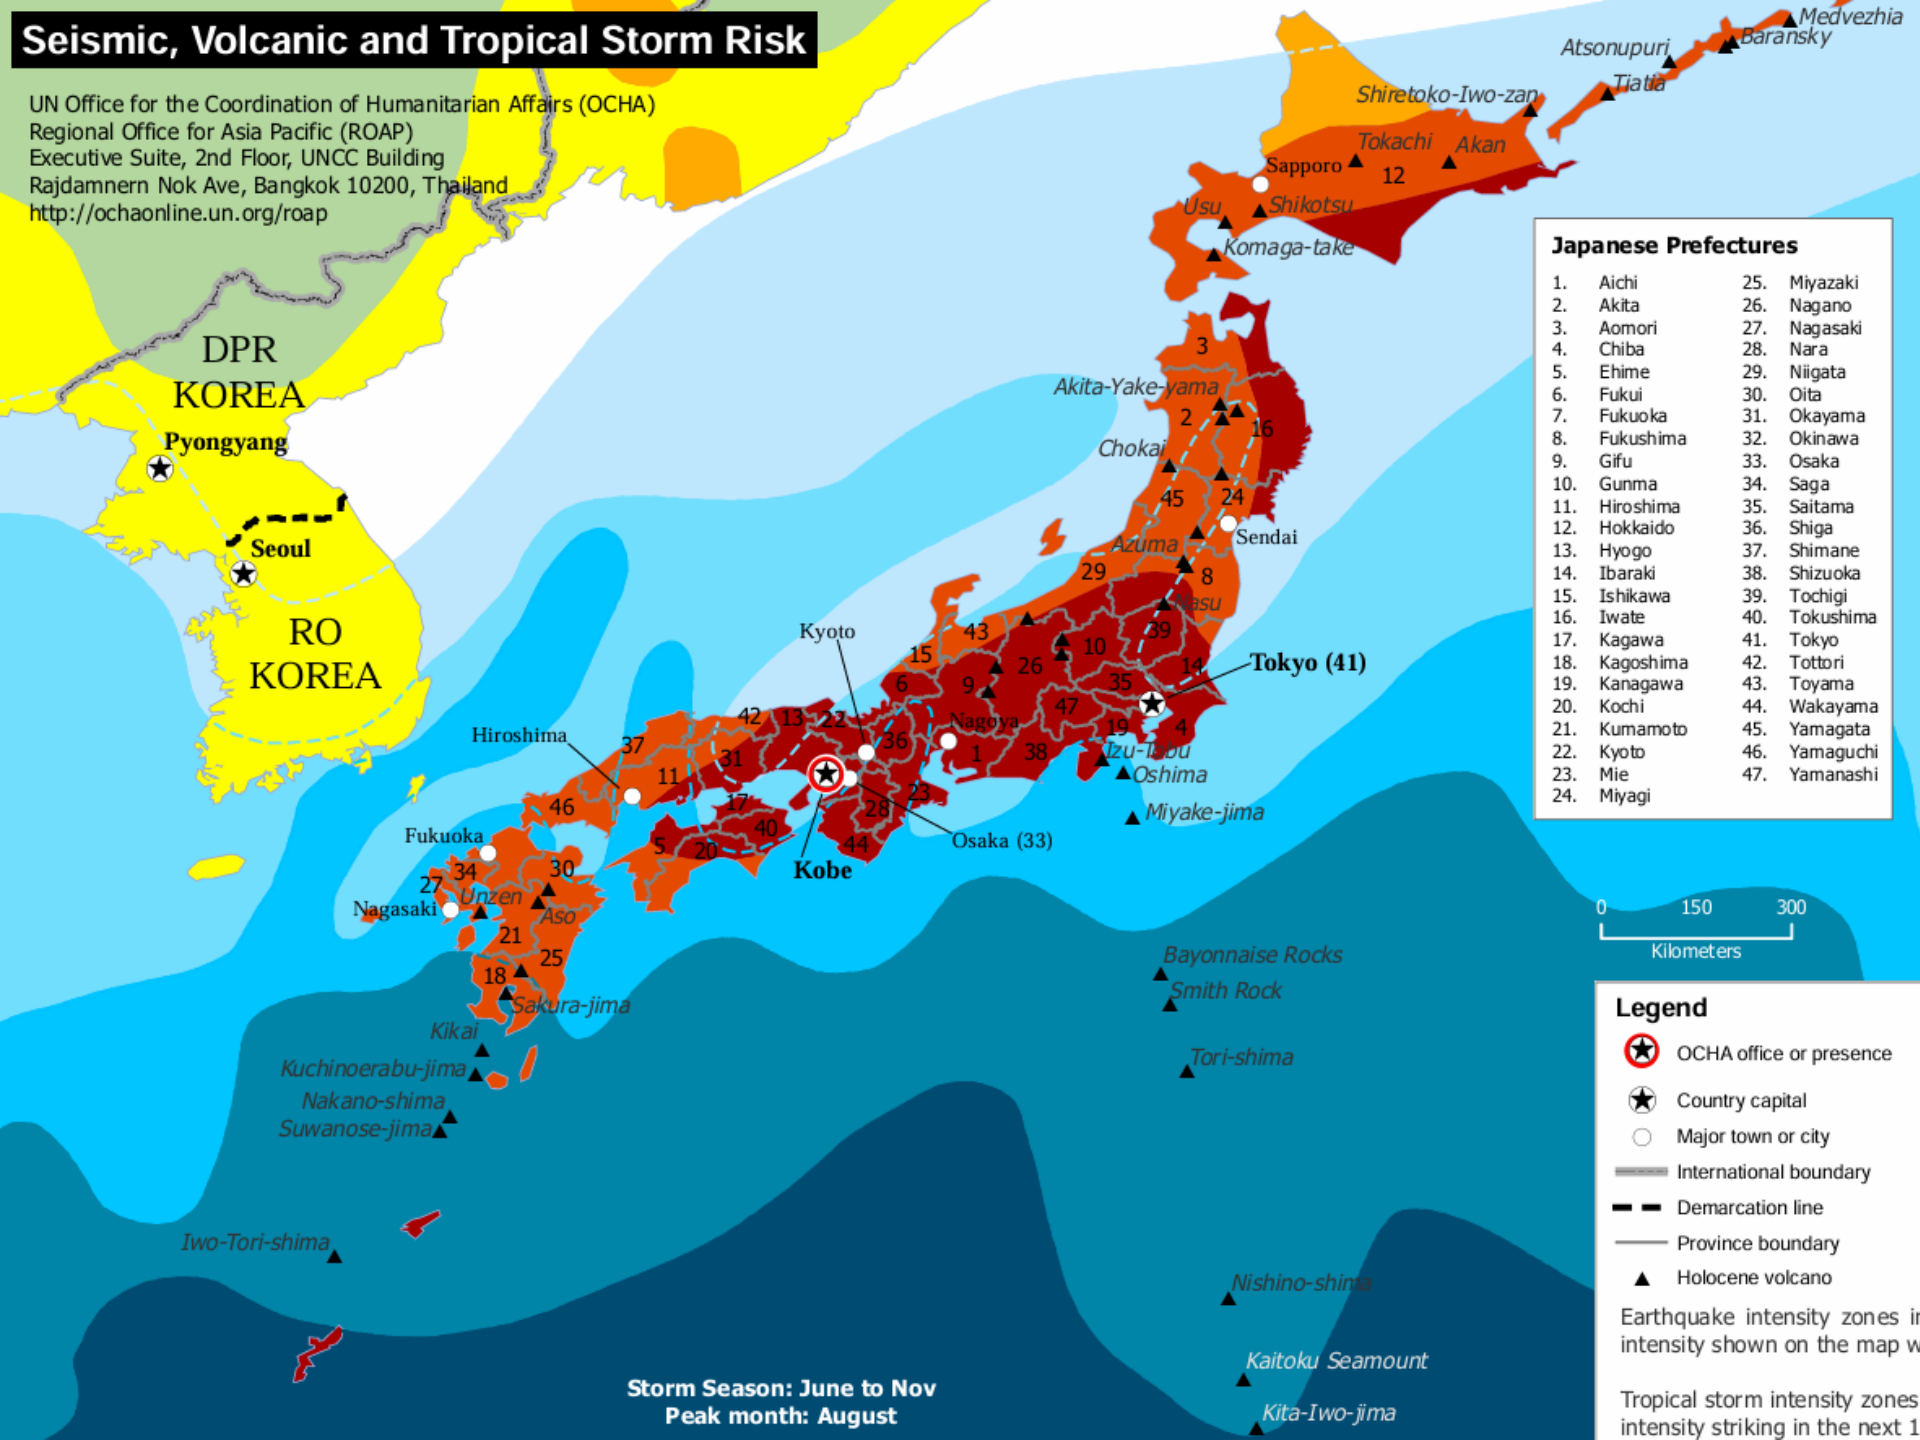 Seismic, Volcanic and Tropical Storm Risk
UN Office for the Coordination of Humanitarian Affairs (OCHA)
Regional Office for Asia Pacific (ROAP)
Executive Suite, 2nd Floor, UNCC Building
Rajdamnern Nok Ave, Bangkok 10200, Thailand
http://ochaonline.un.org/roap
Medvezhia
Baransky
Atsonupuri
Tiatia
Shiretoko-Iwo-zan
Tokachi
Akan
Sapporo
12
Usu
Shikotsu
Komaga-take
DPR
KOREA
Pyongyang
Seoul
RO
KOREA
3
Akita-Yake-yama
2
16
Chokai
45
24
Sendai
Azuma
29
8
Nasu
Kyoto
43
39
15
26
10
14
Tokyo (41)
6
9
35
47
Hiroshima
42
13
22
Nagoya
19
4
37
36
1
38
Izu-Tobu
31
Oshima
11
46
17
28
23
Miyake-jima
Fukuoka
40
44
Osaka (33)
5
20
Kobe
34
30
27
Unzen
Nagasaki
Aso
21
25
18
Sakura-jima
Kikai
Kuchinoerabu-jima
Nakano-shima
Suwanose-jima
Iwo-Tori-shima
Bayonnaise Rocks
Smith Rock
Tori-shima
Nishino-shima
Kaitoku Seamount
Kita-Iwo-jima
Storm Season: June to Nov
Peak month: August
Japanese Prefectures
1. Aichi
2. Akita
3. Aomori
4. Chiba
5. Ehime
6. Fukui
7. Fukuoka
8. Fukushima
9. Gifu
10. Gunma
11. Hiroshima
12. Hokkaido
13. Hyogo
14. Ibaraki
15. Ishikawa
16. Iwate
17. Kagawa
18. Kagoshima
19. Kanagawa
20. Kochi
21. Kumamoto
22. Kyoto
23. Mie
24. Miyagi
25. Miyazaki
26. Nagano
27. Nagasaki
28. Nara
29. Niigata
30. Oita
31. Okayama
32. Okinawa
33. Osaka
34. Saga
35. Saitama
36. Shiga
37. Shimane
38. Shizuoka
39. Tochigi
40. Tokushima
41. Tokyo
42. Tottori
43. Toyama
44. Wakayama
45. Yamagata
46. Yamaguchi
47. Yamanashi
0 150 300
Kilometers
Legend
OCHA office or presence
Country capital
Major town or city
International boundary
Demarcation line
Province boundary
Holocene volcano
Earthquake intensity zones
intensity shown on the map
Tropical storm intensity zones
intensity striking in the next 1